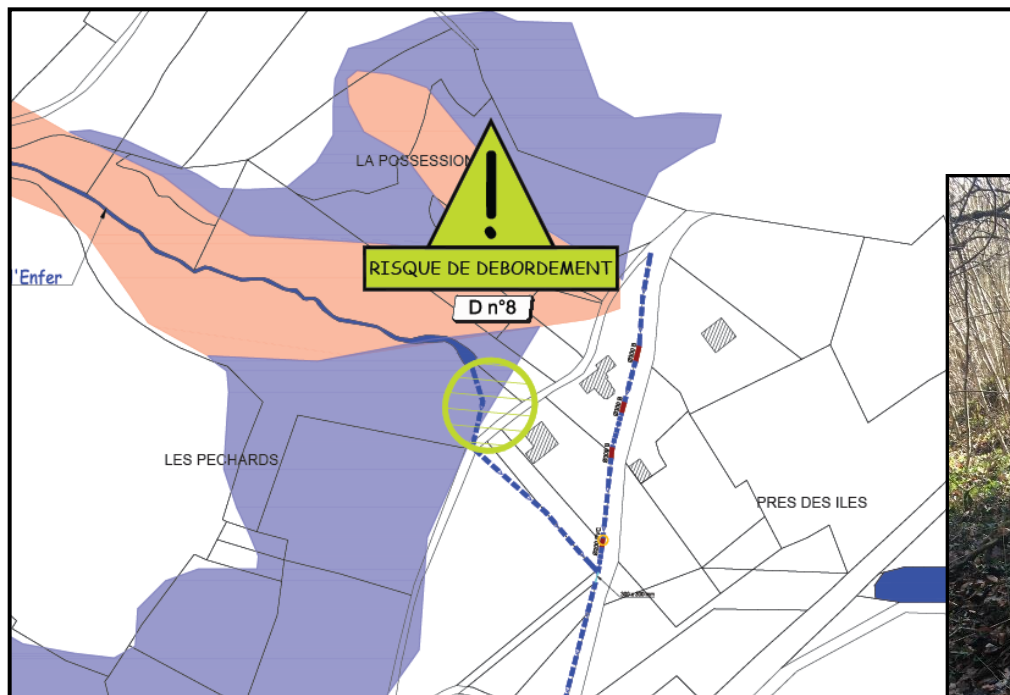 LA POSSESSION
RISQUE DE DEBORDEMENT
D n°8
l'Enfer
LES PECHARDS
PRES DES ILES